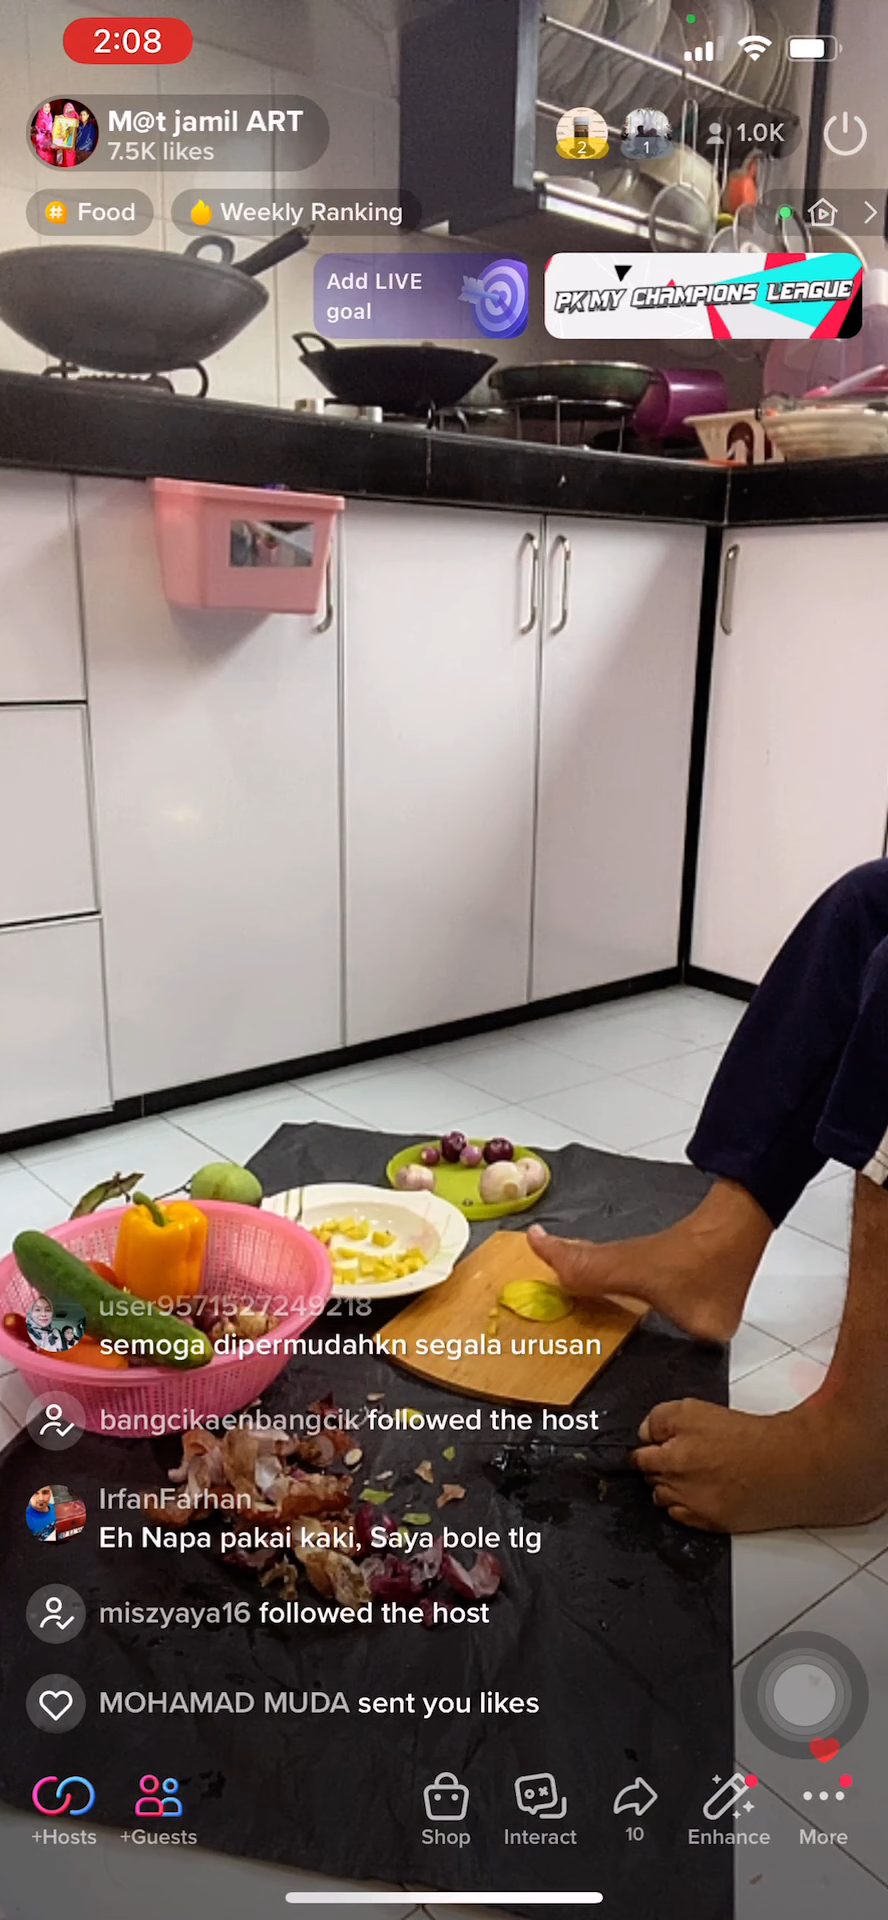 2:08
M@t jamil ART
7.5K likes
2
1
1.0K
Food
Weekly Ranking
Add LIVE
goal
PK MY CHAMPIONS LEAGUE
user9571527249218
semoga dipermudahkn segala urusan
bangcikaenbangcik followed the host
IrfanFarhan
Eh Napa pakai kaki, Saya bole tlg
miszyaya16 followed the host
MOHAMAD MUDA sent you likes
+Hosts
+Guests
Shop
Interact
10
Enhance
More